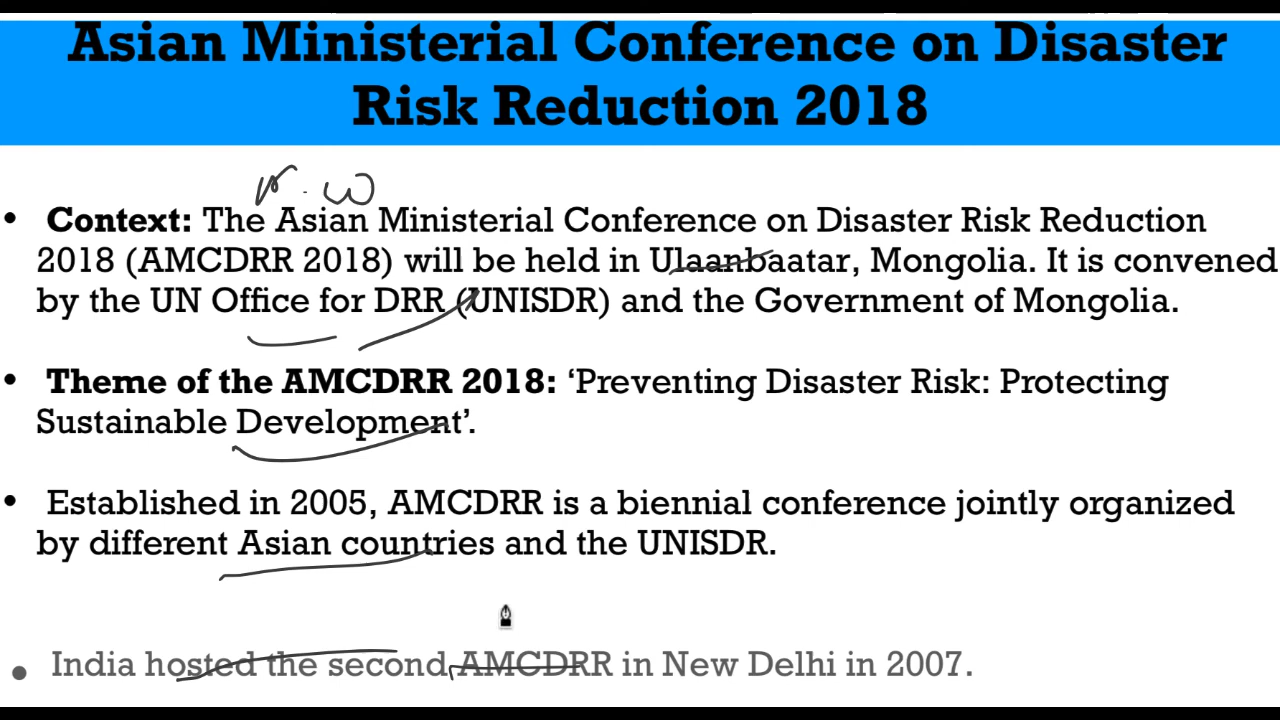 Asian Ministerial Conference on Disaster
Risk Reduction 2018
• Context: The Asian Ministerial Conference on Disaster Risk Reduction
2018 (AMCDRR 2018) will be held in Ulaanbaatar, Mongolia. It is convened
by the UN Office for DRR (UNISDR) and the Government of Mongolia.
• Theme of the AMCDRR 2018: ‘Preventing Disaster Risk: Protecting
Sustainable Development’.
• Established in 2005, AMCDRR is a biennial conference jointly organized
by different Asian countries and the UNISDR.
• India hosted the second AMCDRR in New Delhi in 2007.